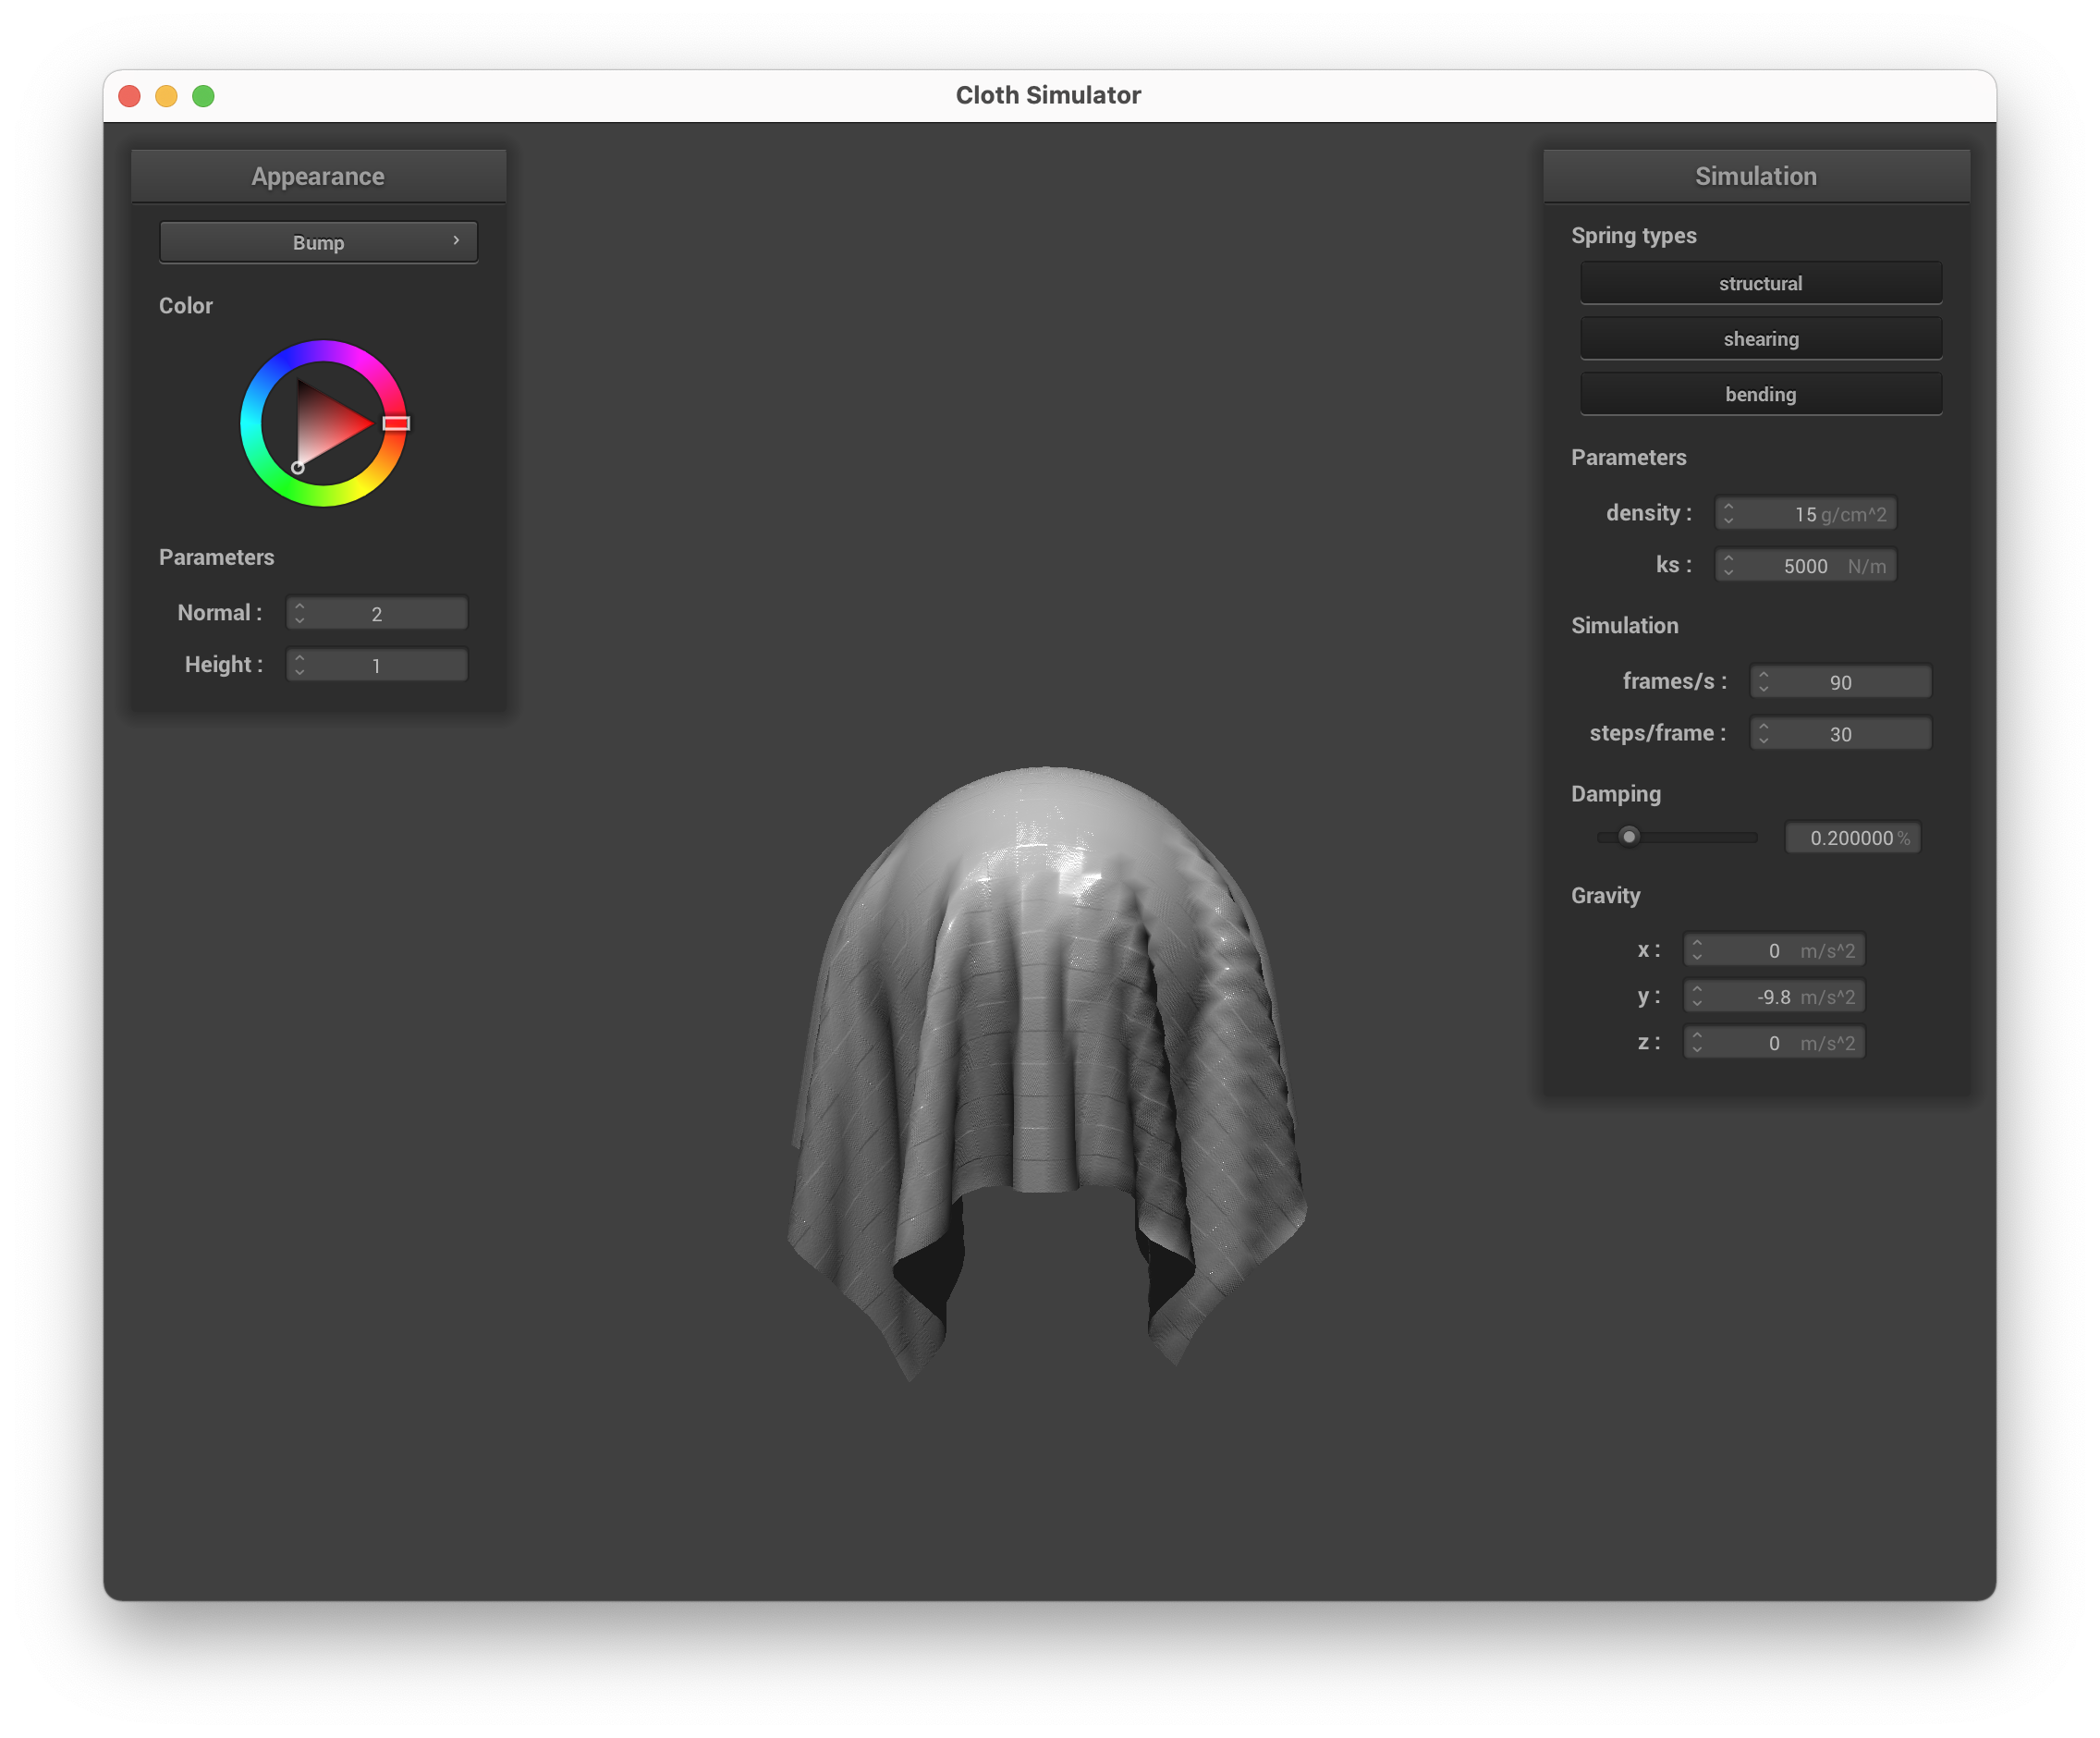 Cloth Simulator
Appearance
Bump
Color
Parameters
Normal : 2
Height : 1
Simulation
Spring types
structural
shearing
bending
Parameters
density : 15 g/cm^2
ks : 5000 N/m
Simulation
frames/s : 90
steps/frame : 30
Damping
0.200000 %
Gravity
x : 0 m/s^2
y : -9.8 m/s^2
z : 0 m/s^2